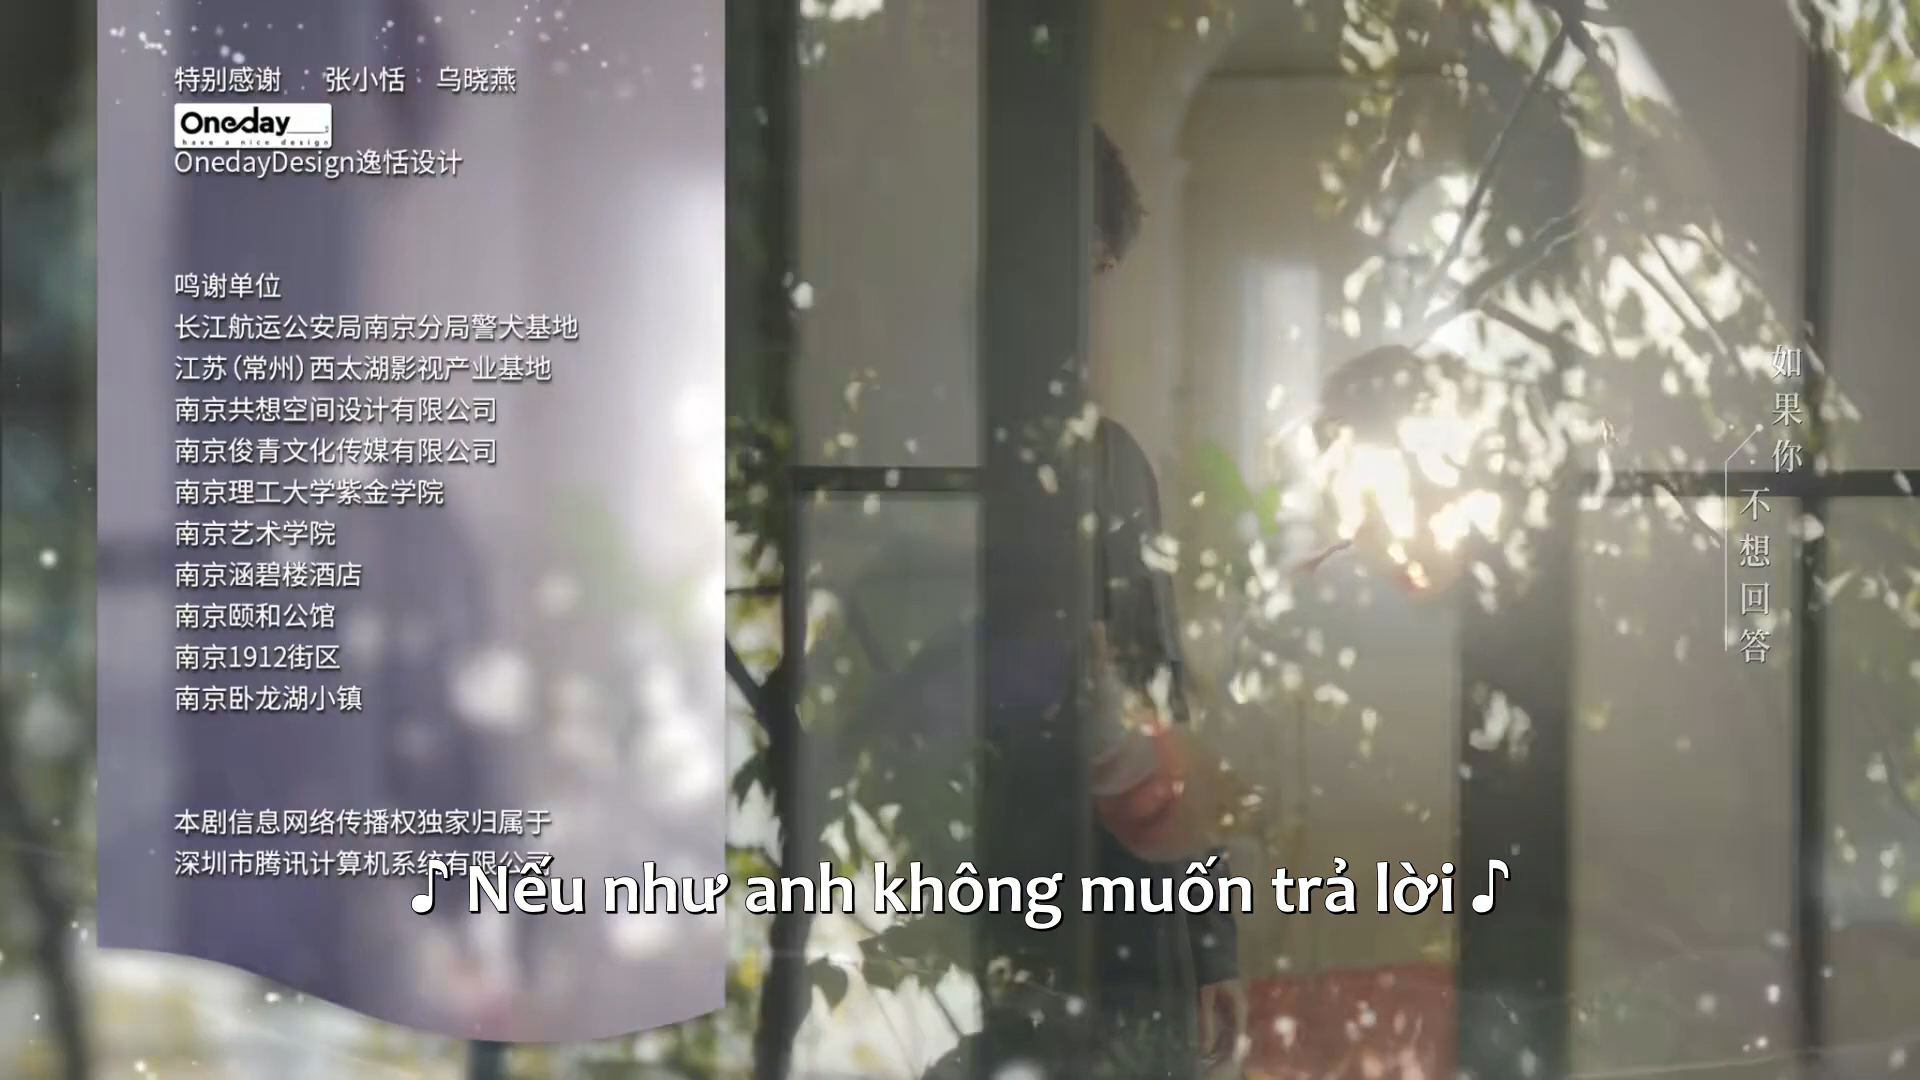 特别感谢 张小恬 乌晓燕
Oneday
have a nice design
OnedayDesign逸恬设计
鸣谢单位
长江航运公安局南京分局警犬基地
江苏(常州)西太湖影视产业基地
南京共想空间设计有限公司
南京俊青文化传媒有限公司
南京理工大学紫金学院
南京艺术学院
南京涵碧楼酒店
南京颐和公馆
南京1912街区
南京卧龙湖小镇
本剧信息网络传播权独家归属于
深圳市腾讯计算机系统有限公司
如果你
不想回答
♪ Nếu như anh không muốn trả lời ♪